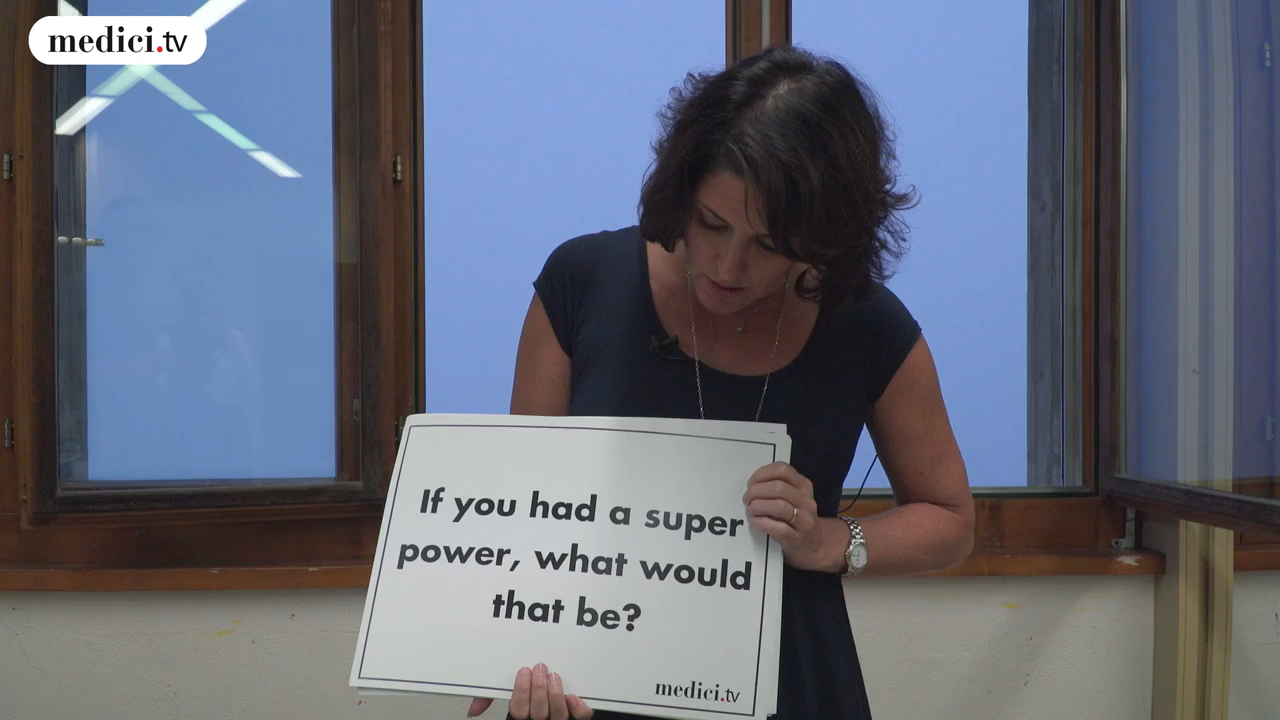 medici.tv
If you had a super
power, what would
that be?
medici.tv